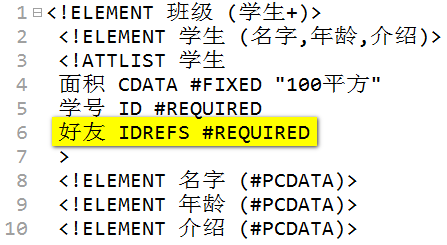 1 <!ELEMENT 班级 (学生+)>
2 <!ELEMENT 学生 (名字,年龄,介绍)>
3 <!ATTLIST 学生
4 面积 CDATA #FIXED "100平方"
5 学号 ID #REQUIRED
6 好友 IDREFS #REQUIRED
7 >
8 <!ELEMENT 名字 (#PCDATA)>
9 <!ELEMENT 年龄 (#PCDATA)>
10 <!ELEMENT 介绍 (#PCDATA)>